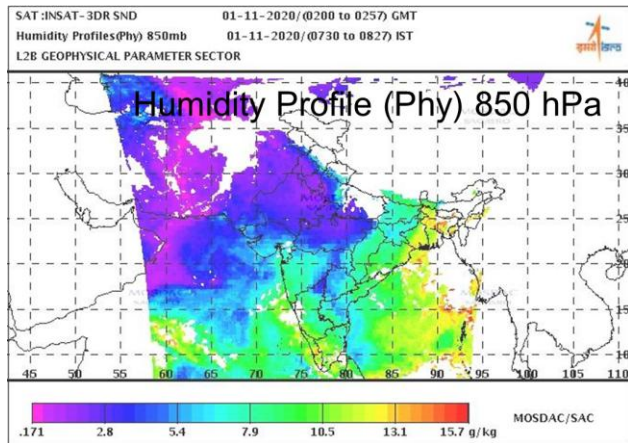 SAT :INSAT-3DR SND 01-11-2020/(0200 to 0257) GMT
Humidity Profiles(Phy) 850mb 01-11-2020/(0730 to 0827) IST
L2B GEOPHYSICAL PARAMETER SECTOR
इसरो isro
Humidity Profile (Phy) 850 hPa
40
35
30
25
20
15
10
45 50 55 60 65 70 75 80 85 90 95 100 105 110
.171 2.8 5.4 7.9 10.5 13.1 15.7 g/kg
MOSDAC/SAC